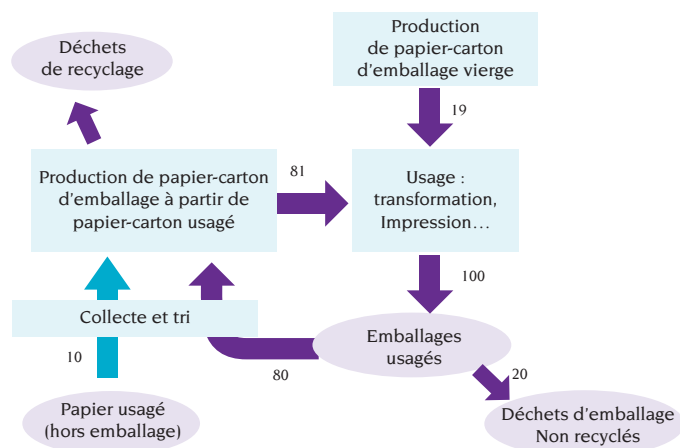 Déchets
de recyclage
Production
de papier-carton
d'emballage vierge
19
Production de papier-carton
d'emballage à partir de
papier-carton usagé
81
Usage :
transformation,
Impression...
100
Collecte et tri
Emballages
usagés
10
80
20
Papier usagé
(hors emballage)
Déchets d'emballage
Non recyclés